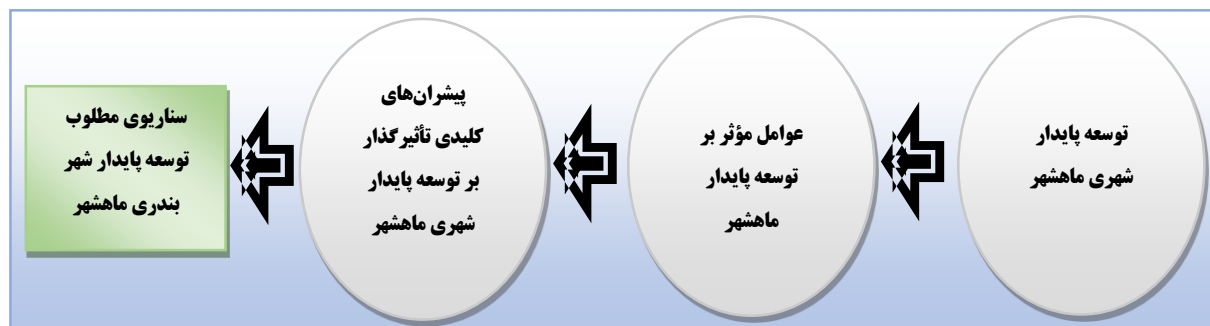 توسعه پایدار
شهری ماهشهر
عوامل مؤثر بر
توسعه پایدار
ماهشهر
پیشران‌های
کلیدی تأثیرگذار
بر توسعه پایدار
شهری ماهشهر
سناریوی مطلوب
توسعه پایدار شهر
بندری ماهشهر